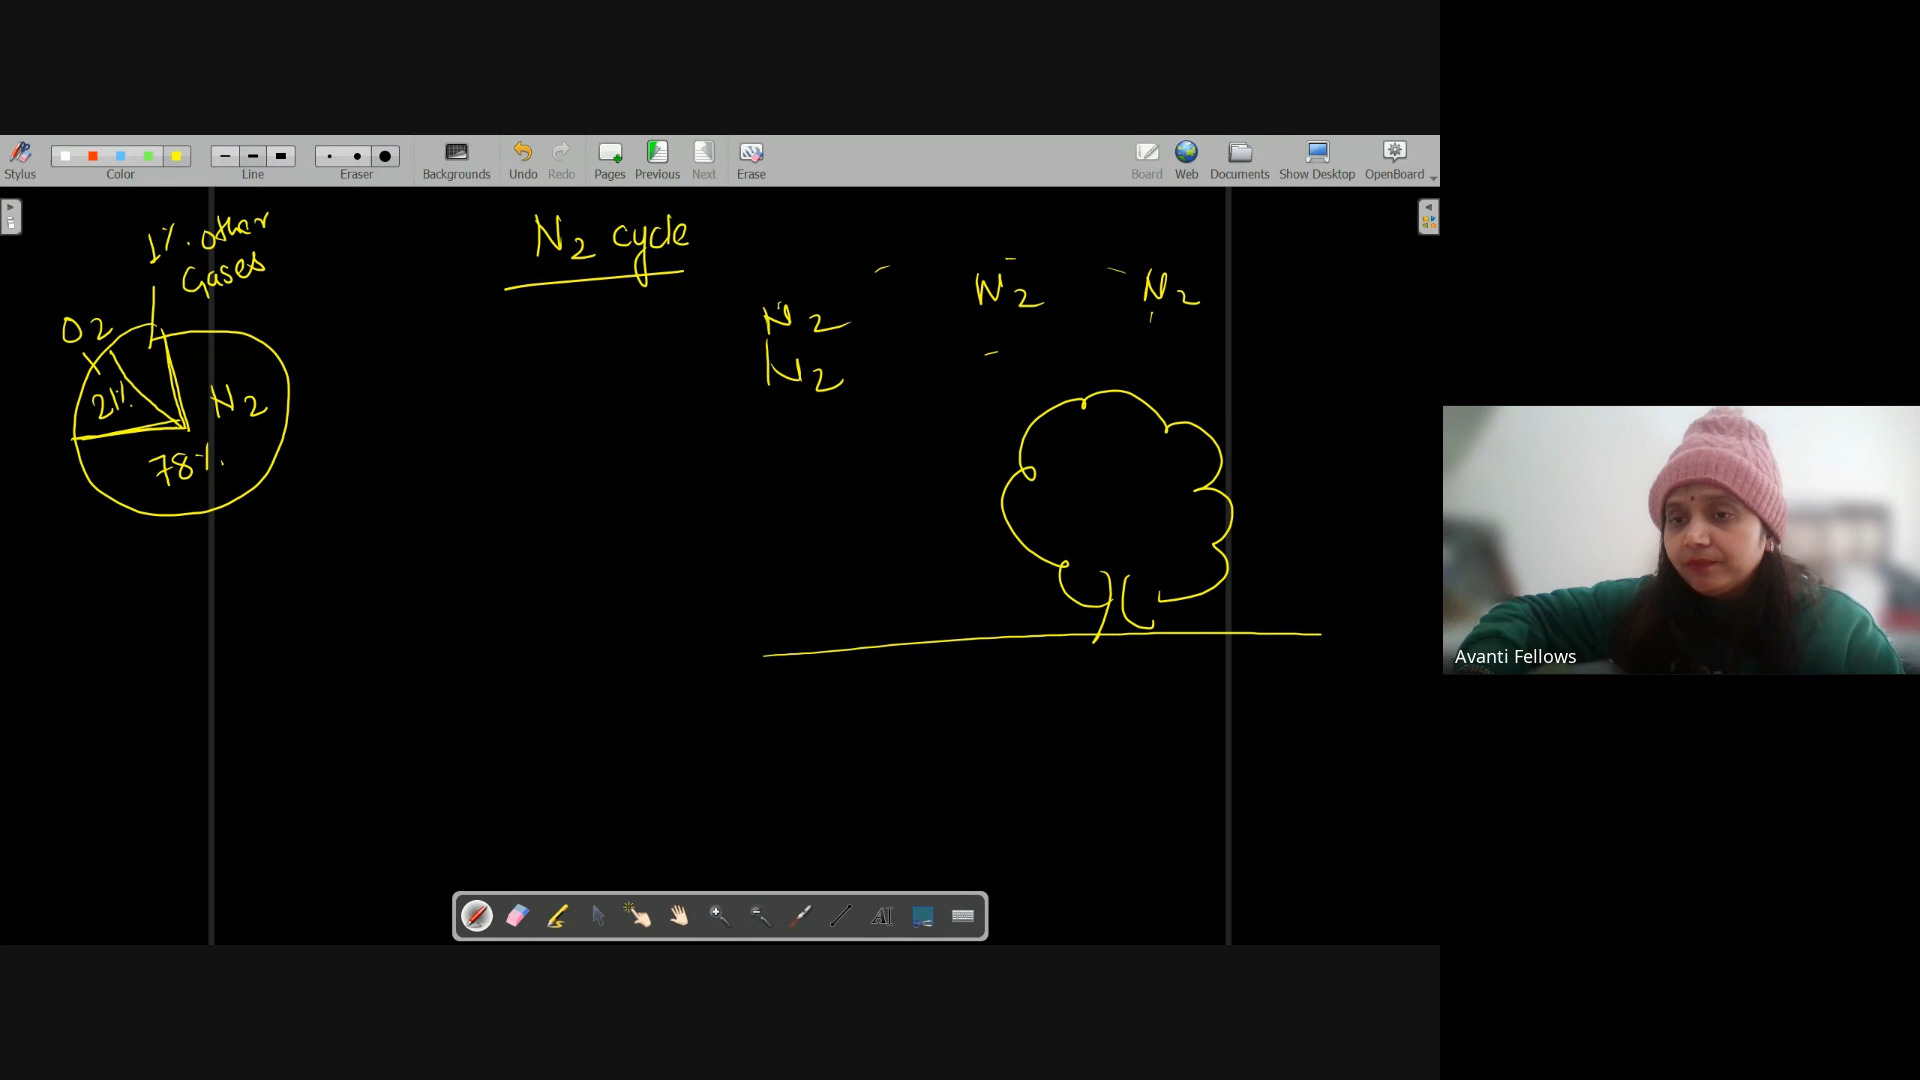 Stylus
Color
Line
Eraser
Backgrounds
Undo
Redo
Pages
Previous
Next
Erase
Board
Web
Documents
Show Desktop
OpenBoard
1%. other
Gases
N2 cycle
O2
21%.
N2
78%.
N2
N2
N2
N2
Avanti Fellows